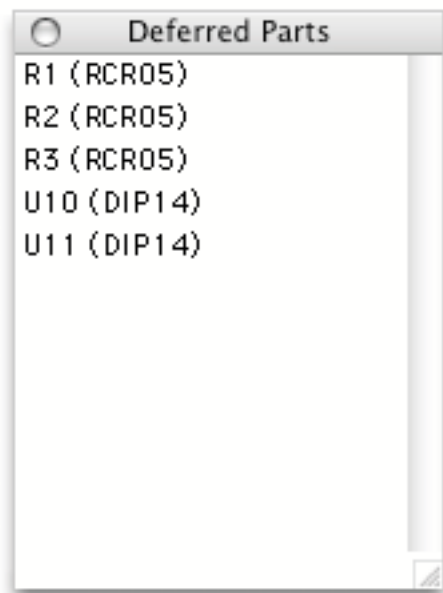 Deferred Parts
R1 (RCR05)
R2 (RCR05)
R3 (RCR05)
U10 (DIP14)
U11 (DIP14)